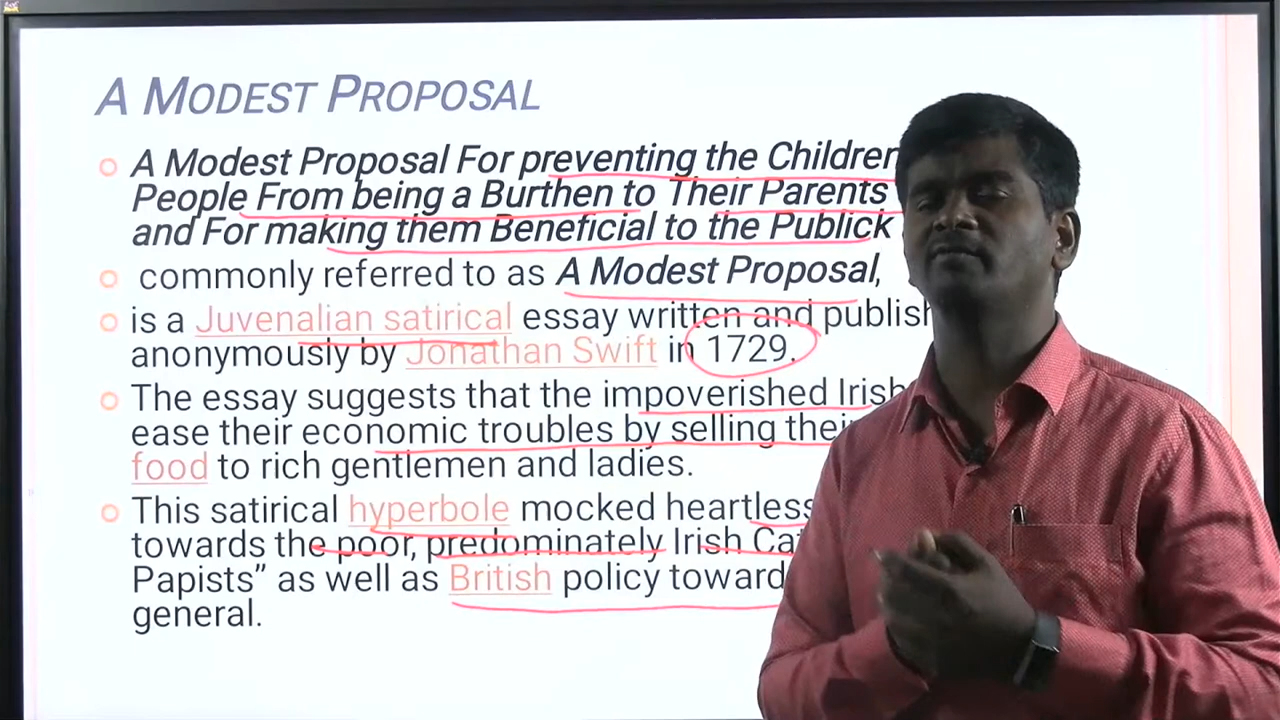 A MODEST PROPOSAL
A Modest Proposal For preventing the Children
People From being a Burthen to Their Parents
and For making them Beneficial to the Publick
commonly referred to as A Modest Proposal,
is a Juvenalian satirical essay written and publish
anonymously by Jonathan Swift in 1729.
The essay suggests that the impoverished Irish
ease their economic troubles by selling their
food to rich gentlemen and ladies.
This satirical hyperbole mocked heartless
towards the poor, predominately Irish Cat
Papists” as well as British policy toward
general.